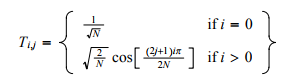 T_{i,j} = { 1/√N if i = 0
√(2/N) cos[ (2j+1)iπ / 2N ] if i > 0 }